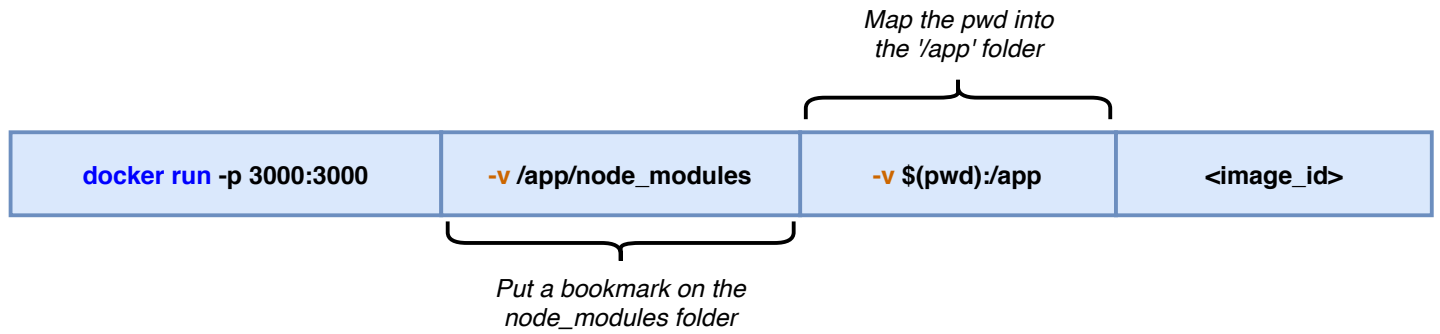 Map the pwd into
the '/app' folder
docker run -p 3000:3000
-v /app/node_modules
-v $(pwd):/app
<image_id>
Put a bookmark on the
node_modules folder